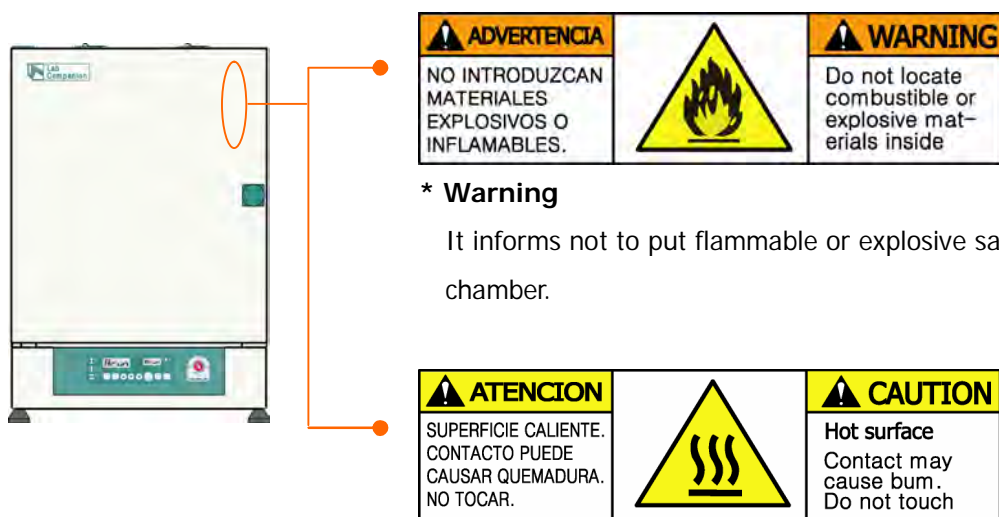 Lab
Companion
ADVERTENCIA
NO INTRODUZCAN
MATERIALES
EXPLOSIVOS O
INFLAMABLES.
WARNING
Do not locate
combustible or
explosive mat-
erials inside
* Warning
It informs not to put flammable or explosive sa
chamber.
ATENCION
SUPERFICIE CALIENTE.
CONTACTO PUEDE
CAUSAR QUEMADURA.
NO TOCAR.
CAUTION
Hot surface
Contact may
cause bum.
Do not touch